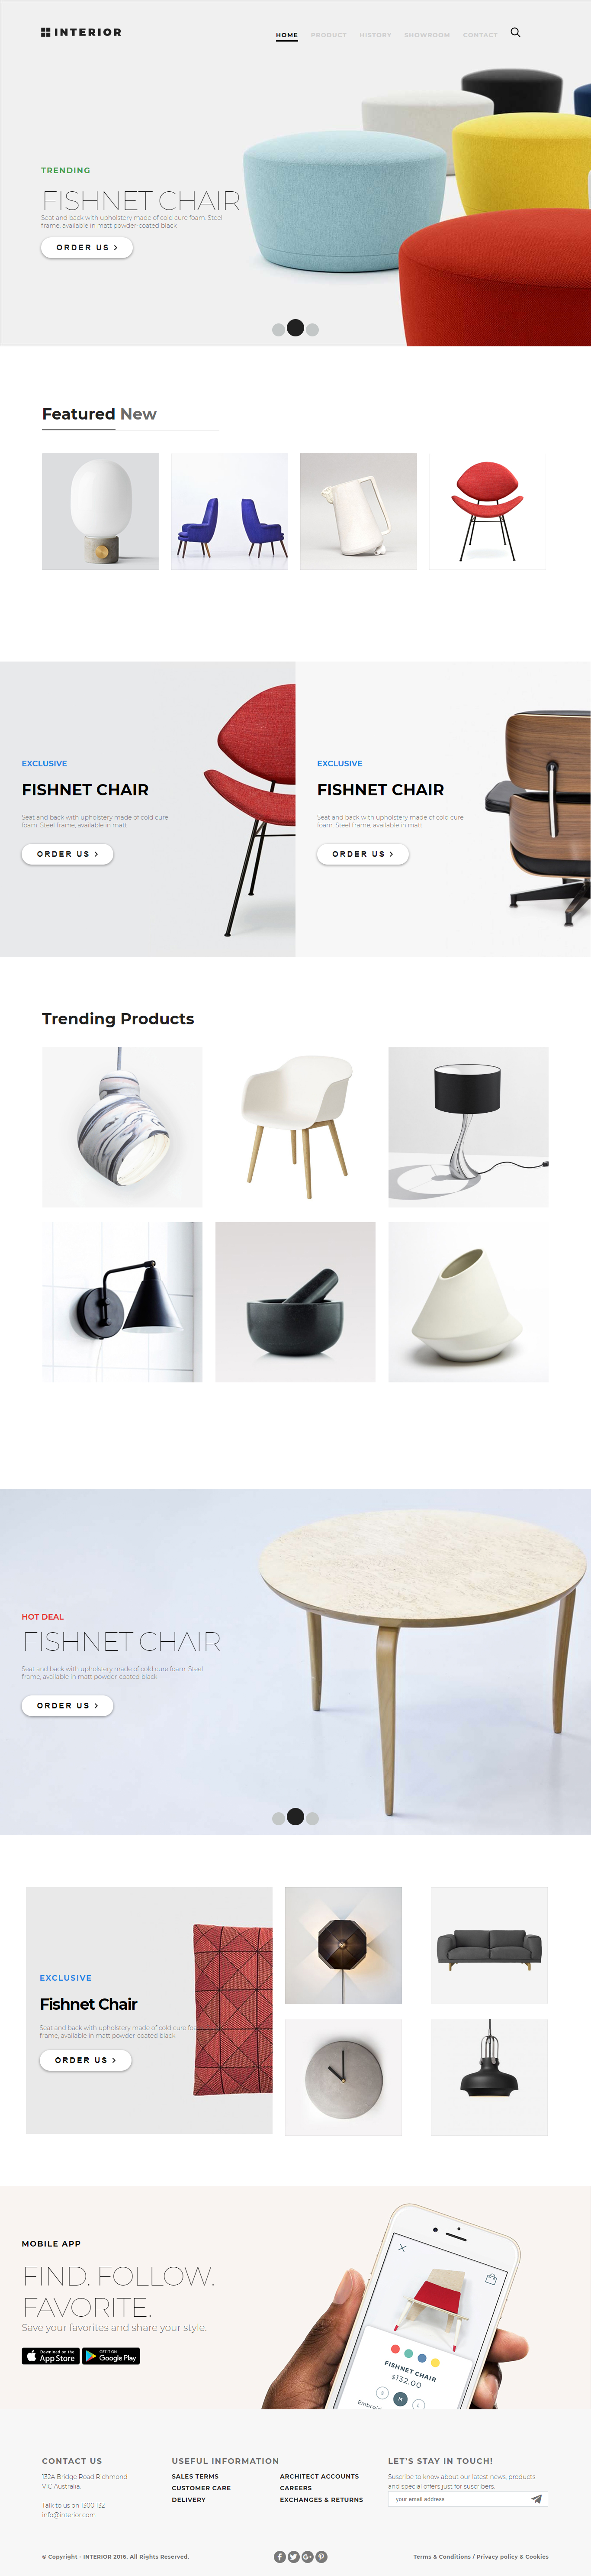 INTERIOR
HOME PRODUCT HISTORY SHOWROOM CONTACT
TRENDING
FISHNET CHAIR
Seat and back with upholstery made of cold cure foam. Steel
frame, available in matt powder-coated black
ORDER US >
Featured New
EXCLUSIVE
FISHNET CHAIR
Seat and back with upholstery made of cold cure
foam. Steel frame, available in matt
ORDER US >
EXCLUSIVE
FISHNET CHAIR
Seat and back with upholstery made of cold cure
foam. Steel frame, available in matt
ORDER US >
Trending Products
HOT DEAL
FISHNET CHAIR
Seat and back with upholstery made of cold cure foam. Steel
frame, available in matt powder-coated black
ORDER US >
EXCLUSIVE
Fishnet Chair
Seat and back with upholstery made of cold cure
frame, available in matt powder-coated black
ORDER US >
MOBILE APP
FIND. FOLLOW.
FAVORITE.
Save your favorites and share your style.
Download on the
App Store
GET IT ON
Google Play
FISHNET CHAIR
$132.00
S M L
CONTACT US
132A Bridge Road Richmond
VIC Australia.
Talk to us on 1300 132
info@interior.com
USEFUL INFORMATION
SALES TERMS
CUSTOMER CARE
DELIVERY
ARCHITECT ACCOUNTS
CAREERS
EXCHANGES & RETURNS
LET'S STAY IN TOUCH!
Suscribe to know about our latest news, products
and special offers just for suscribers.
your email address
© Copyright - INTERIOR 2016. All Rights Reserved.
Terms & Conditions / Privacy policy & Cookies